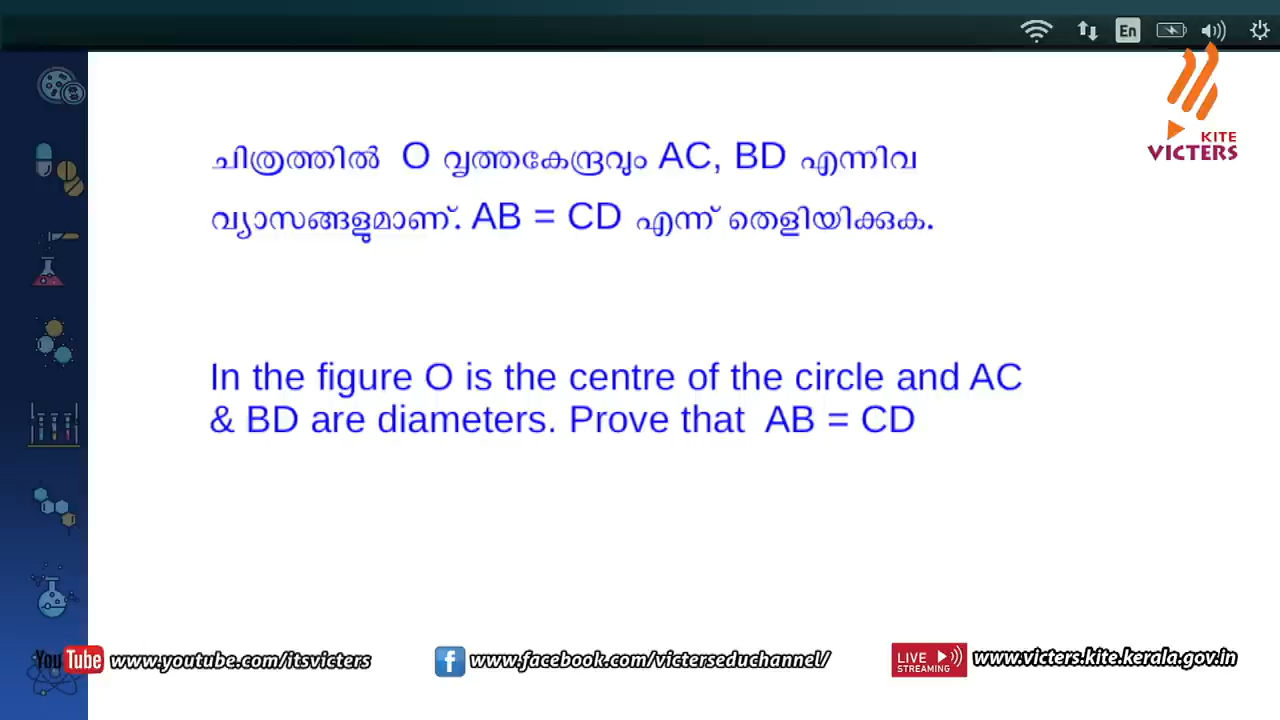 En
KITE
VICTERS
ചിത്രത്തിൽ O വൃത്തകേന്ദ്രവും AC, BD എന്നിവ
വ്യാസങ്ങളുമാണ്. AB = CD എന്ന് തെളിയിക്കുക.
In the figure O is the centre of the circle and AC
& BD are diameters. Prove that AB = CD
YouTube www.youtube.com/itsvicters
f www.facebook.com/victerseduchannel/
LIVE STREAMING www.victers.kite.kerala.gov.in